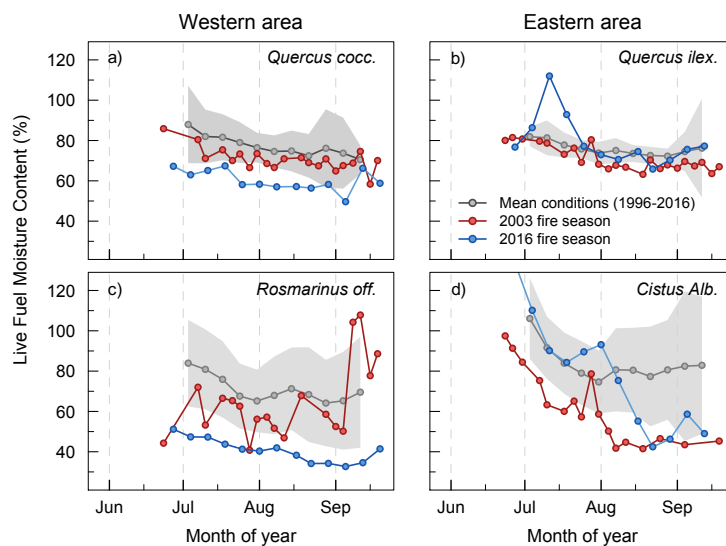 Western area
Eastern area
a)
Quercus cocc.
b)
Quercus ilex.
120
100
80
60
40
Mean conditions (1996-2016)
2003 fire season
2016 fire season
c)
Rosmarinus off.
d)
Cistus Alb.
120
100
80
60
40
Live Fuel Moisture Content (%)
Jun Jul Aug Sep
Jun Jul Aug Sep
Month of year
Month of year